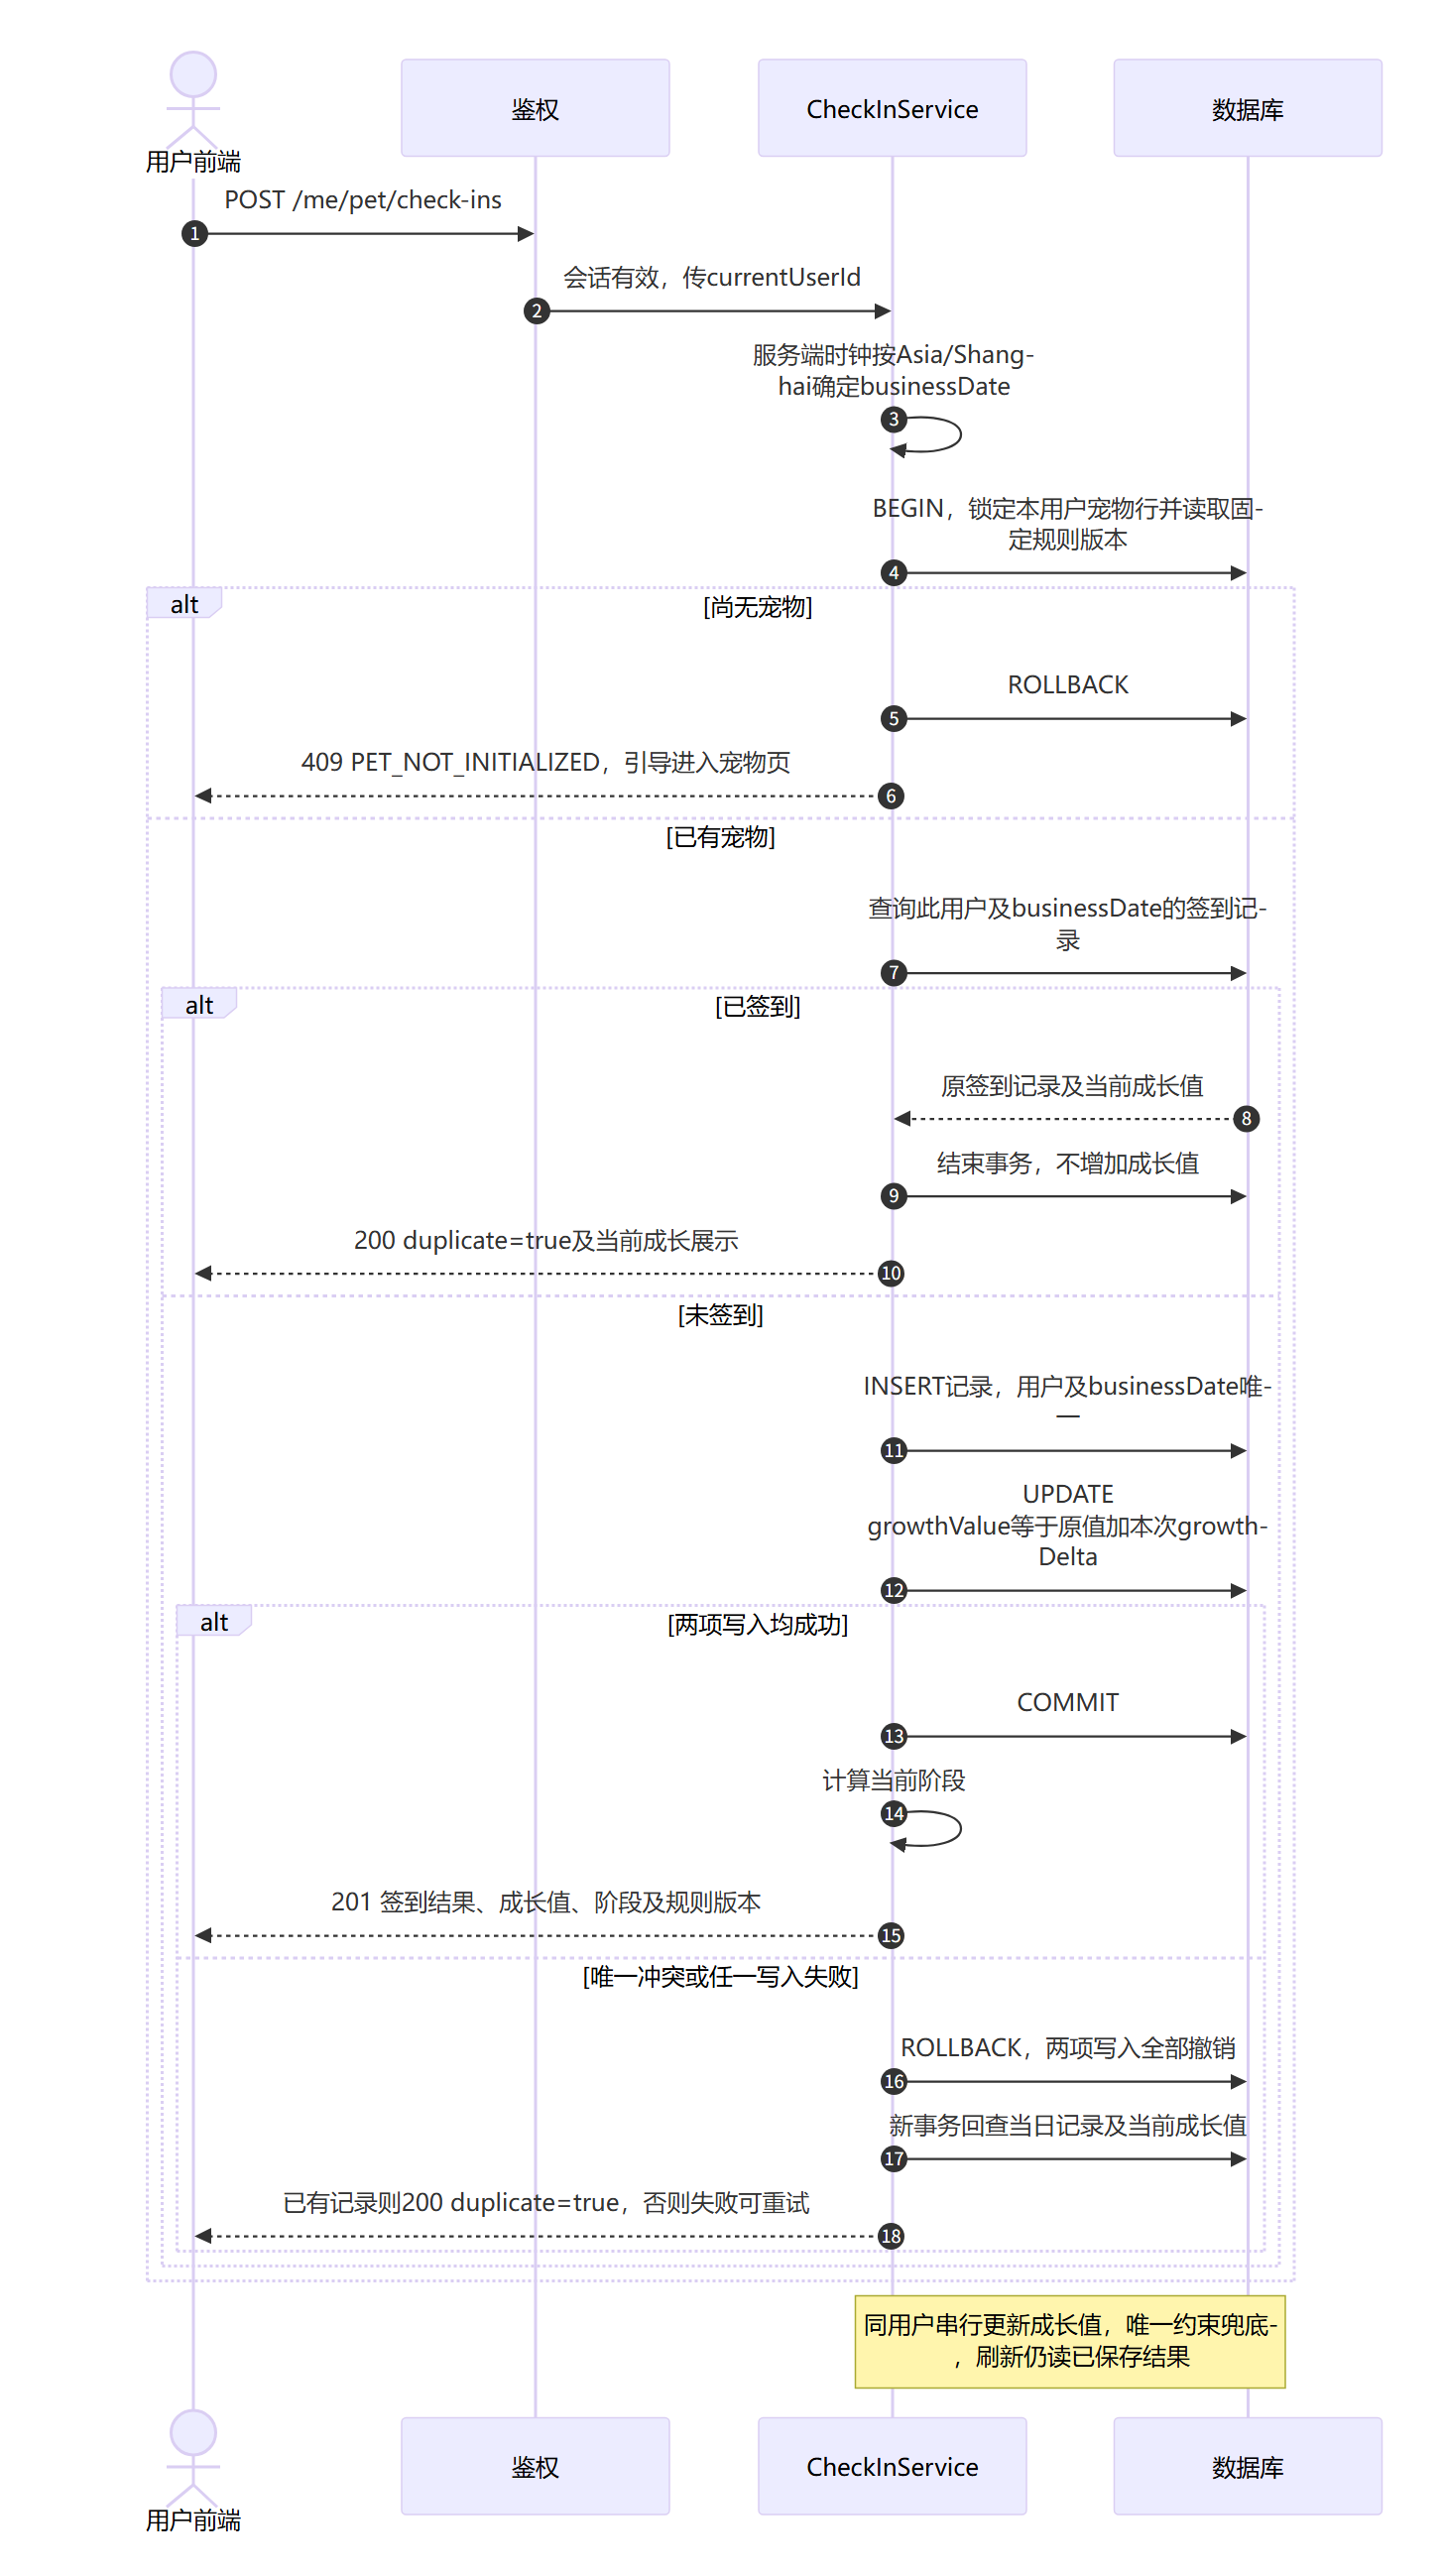 用户前端
鉴权
CheckInService
数据库
POST /me/pet/check-ins
1
会话有效，传currentUserId
2
服务端时钟按Asia/Shang-
hai确定businessDate
3
BEGIN，锁定本用户宠物行并读取固-
定规则版本
4
alt
[尚无宠物]
ROLLBACK
5
409 PET_NOT_INITIALIZED，引导进入宠物页
6
[已有宠物]
查询此用户及businessDate的签到记-
录
7
alt
[已签到]
原签到记录及当前成长值
8
结束事务，不增加成长值
9
200 duplicate=true及当前成长展示
10
[未签到]
INSERT记录，用户及businessDate唯-
一
11
UPDATE
growthValue等于原值加本次growth-
Delta
12
alt
[两项写入均成功]
COMMIT
13
计算当前阶段
14
201 签到结果、成长值、阶段及规则版本
15
[唯一冲突或任一写入失败]
ROLLBACK，两项写入全部撤销
16
新事务回查当日记录及当前成长值
17
已有记录则200 duplicate=true，否则失败可重试
18
同用户串行更新成长值，唯一约束兜底-
，刷新仍读已保存结果
用户前端
鉴权
CheckInService
数据库